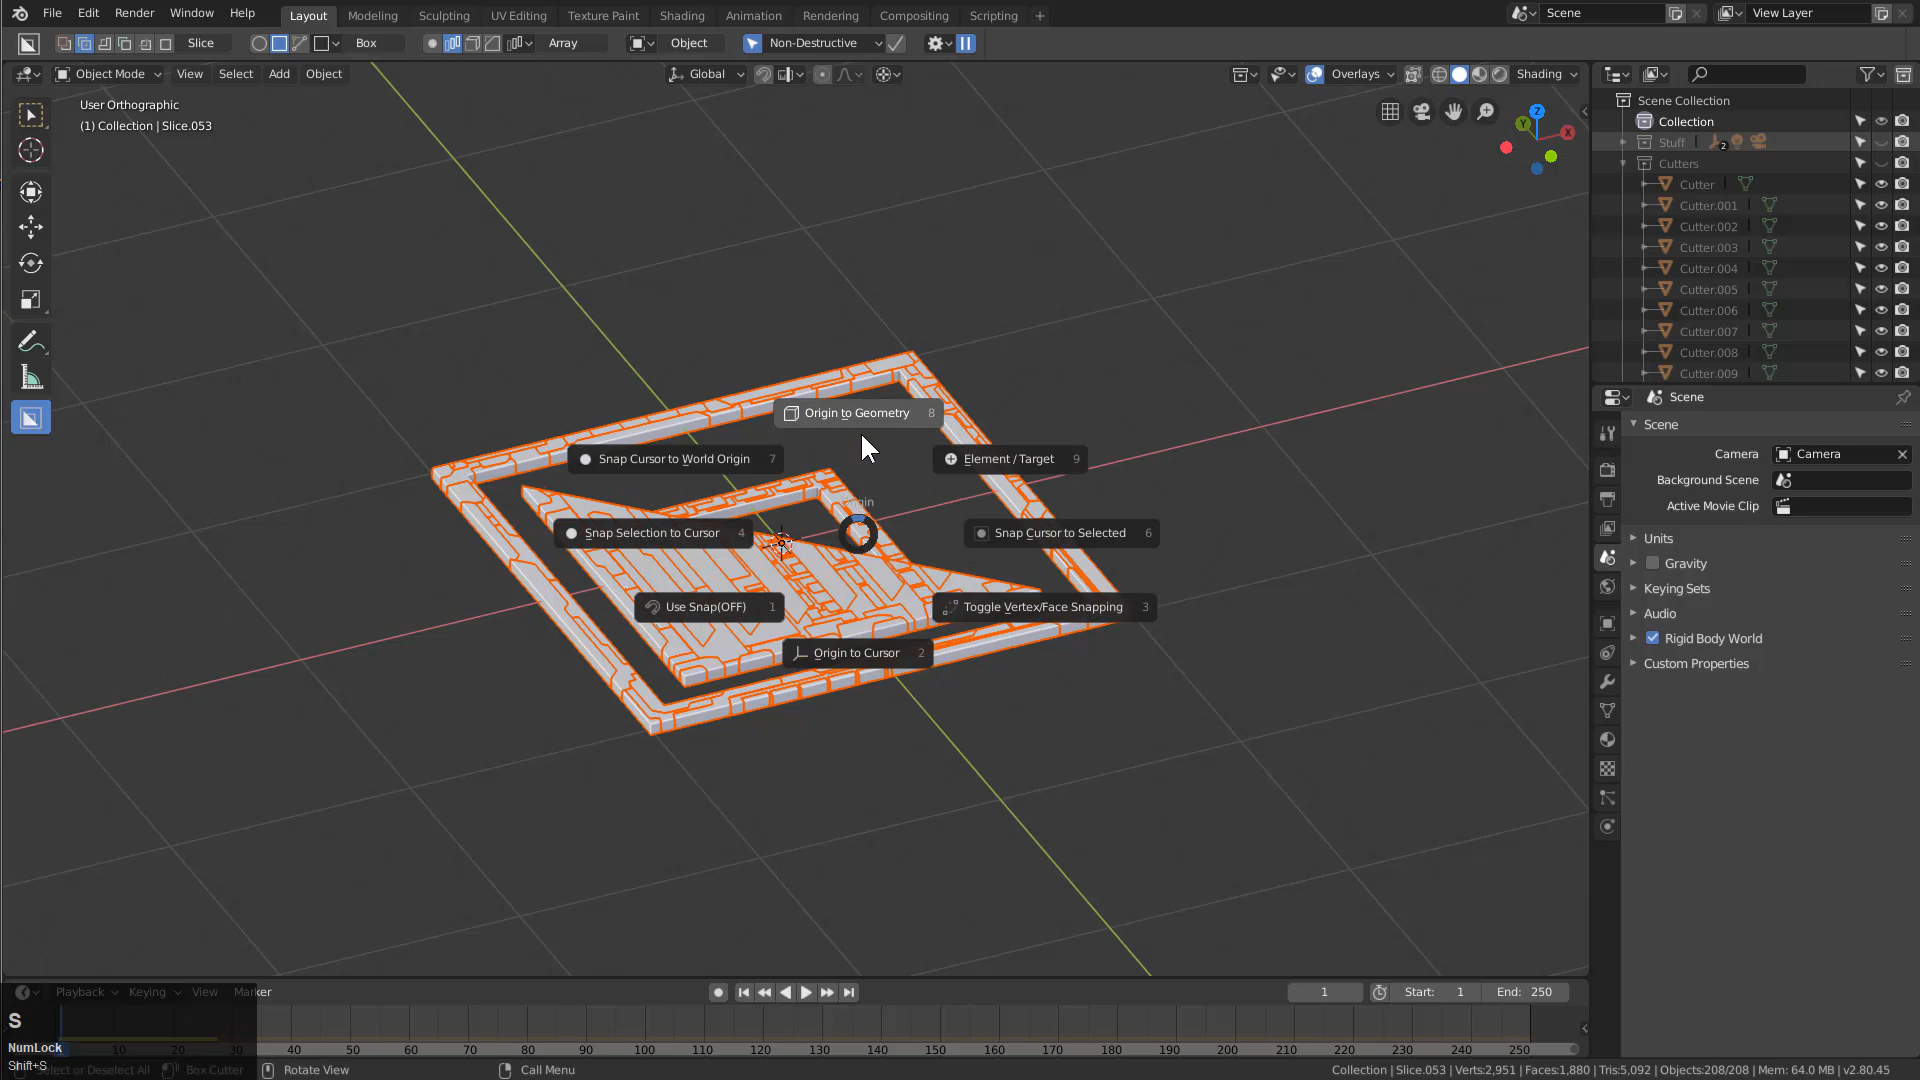 File Edit Render Window Help Layout Modeling Sculpting UV Editing Texture Paint Shading Animation Rendering Compositing Scripting + Scene View Layer
Slice Box Array Object Non-Destructive
Object Mode View Select Add Object Global Overlays Shading
User Orthographic
(1) Collection | Slice.053
Z
Y
X
Scene Collection
Collection
Stuff 2
Cutters
Cutter
Cutter.001
Cutter.002
Cutter.003
Cutter.004
Cutter.005
Cutter.006
Cutter.007
Cutter.008
Cutter.009
Origin to Geometry 8
Snap Cursor to World Origin 7
Element / Target 9
Snap Selection to Cursor 4
Snap Cursor to Selected 6
Use Snap(OFF) 1
Toggle Vertex/Face Snapping 3
Origin to Cursor 2
Scene
Scene
Camera Camera
Background Scene
Active Movie Clip
Units
Gravity
Keying Sets
Audio
Rigid Body World
Custom Properties
Playback Keying View Marker 1 Start: 1 End: 250
S
NumLock
Shift+S
10 20 30 40 50 60 70 80 90 100 110 120 130 140 150 160 170 180 190 200 210 220 230 240 250
Select or Deselect All Box Cutter Rotate View Call Menu Collection | Slice.053 | Verts:2,951 | Faces:1,880 | Tris:5,092 | Objects:208/208 | Mem: 64.0 MB | v2.80.45